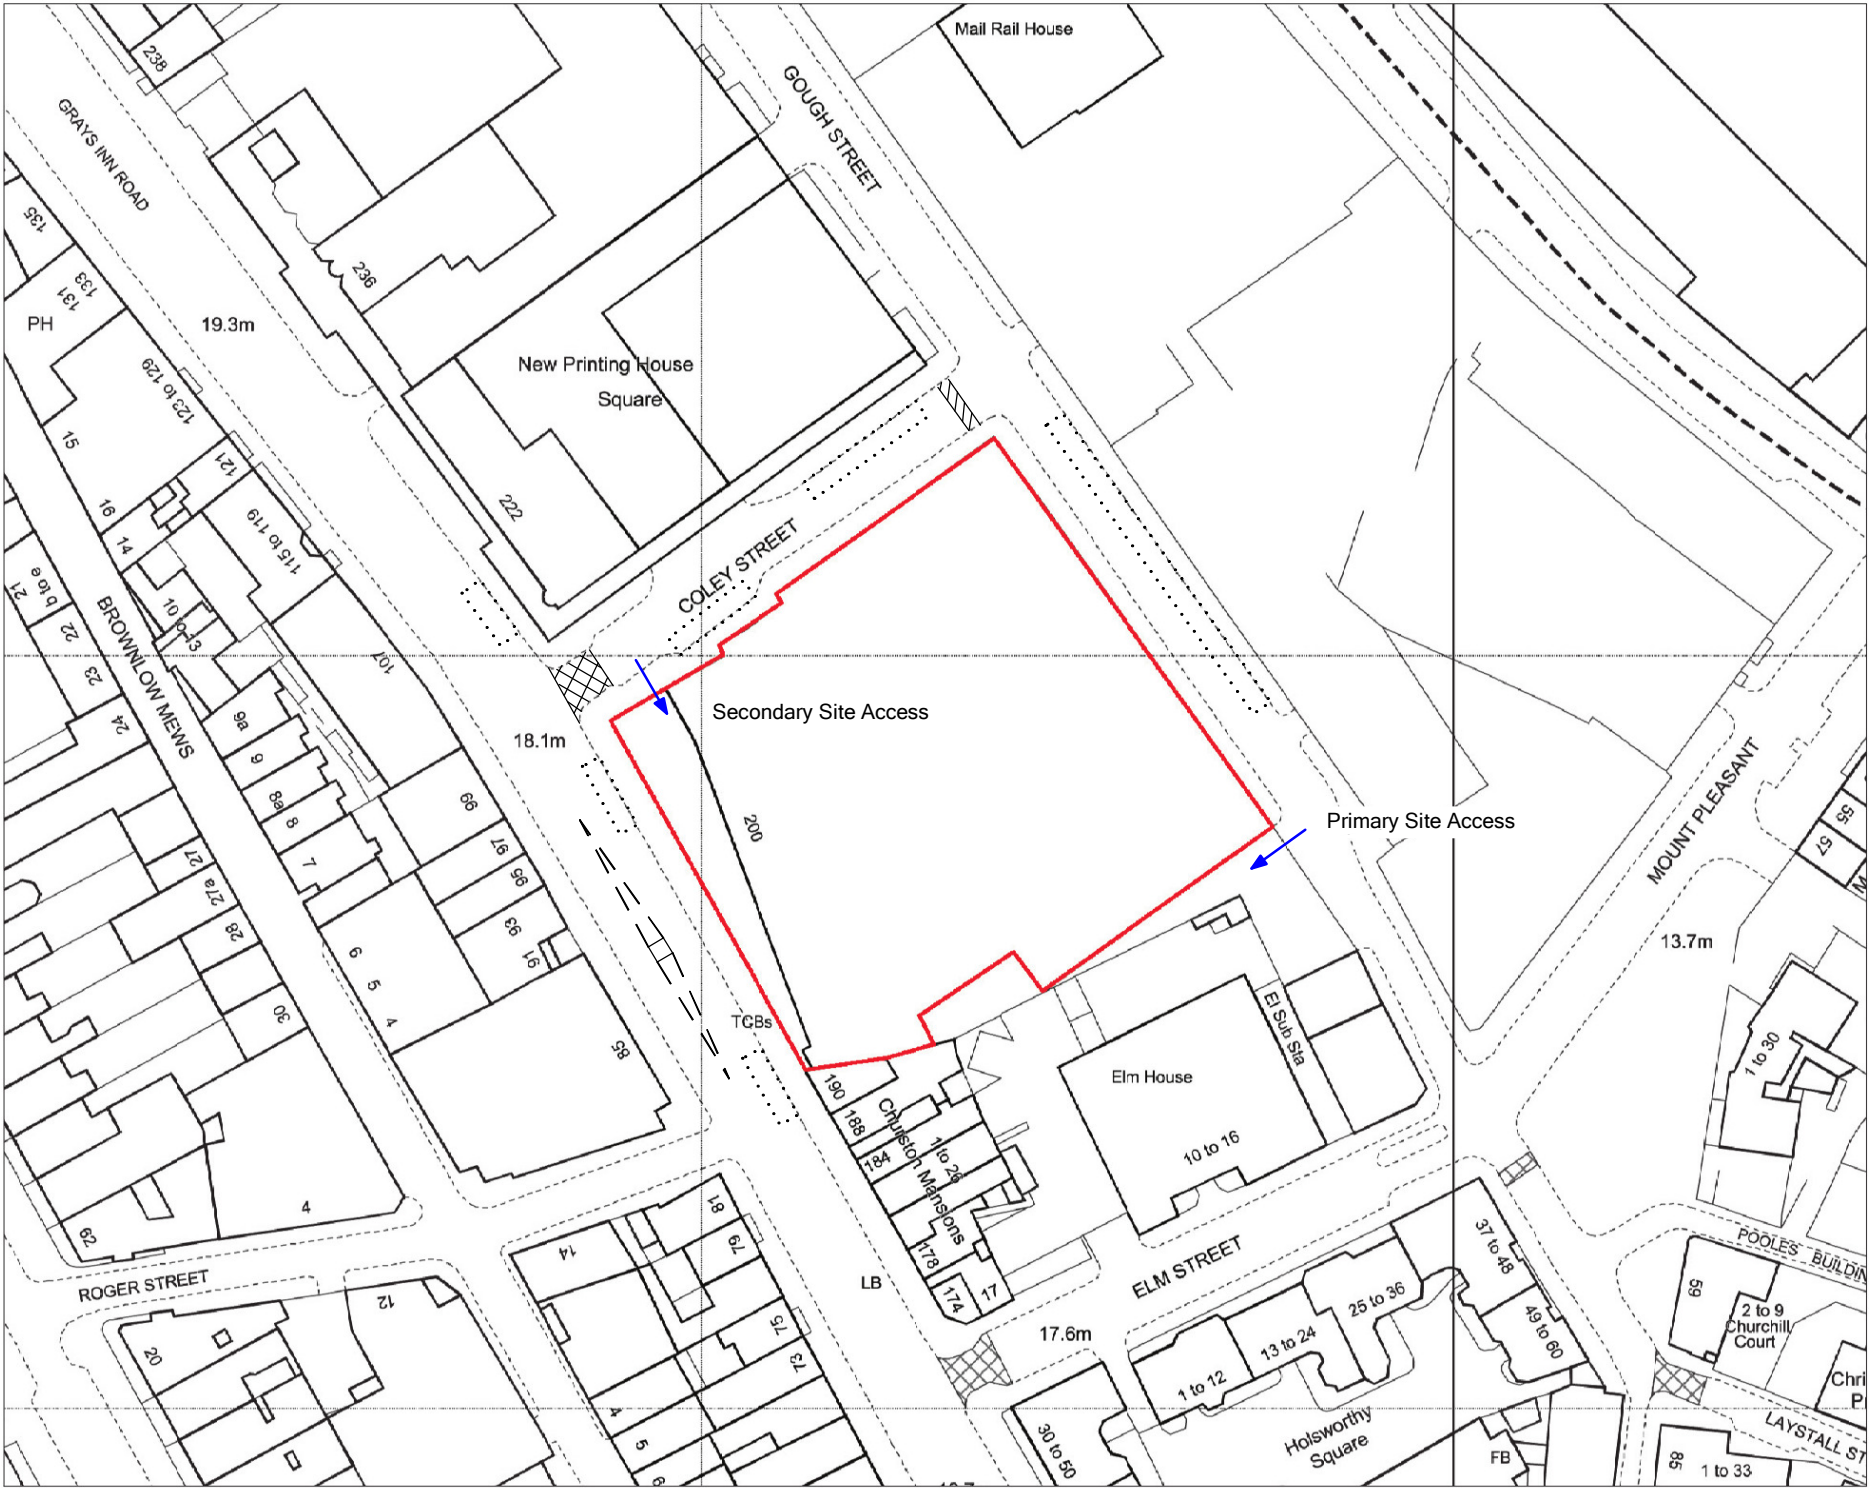 Mail Rail House
238
GOUGH STREET
GRAYS INN ROAD
135
133
131
PH
19.3m
236
New Printing House
Square
123 to 129
15
121
16
14
115 to 119
222
COLEY STREET
21
b to e
22
10 to 13
BROWNLOW MEWS
23
107
24
9a
9
8a
8
7
18.1m
Secondary Site Access
200
Primary Site Access
MOUNT PLEASANT
55
57
99
97
95
93
91
27
27a
28
30
6
5
4
85
13.7m
TCBs
El Sub Sta
Elm House
1 to 30
190
188
184
Churston Mansions
1 to 26
10 to 16
178
174
17
LB
ELM STREET
4
29
ROGER STREET
12
20
14
81
79
75
73
4
5
6
17.6m
37 to 48
25 to 36
13 to 24
1 to 12
49 to 60
30 to 50
Holsworthy
Square
FB
POOLES BUILDIN
59
2 to 9
Churchill
Court
Chri
LAYSTALL ST
85
1 to 33